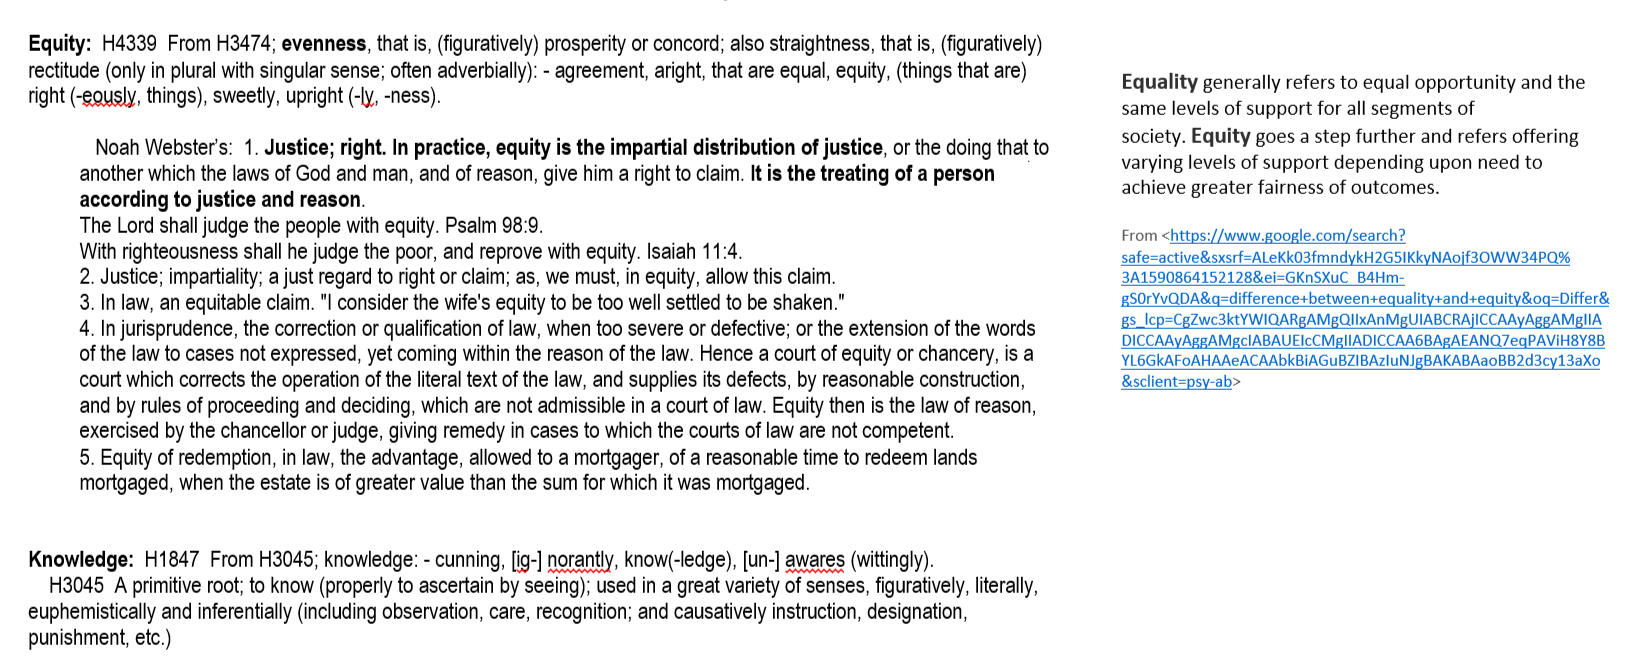 Equity:  H4339  From H3474; evenness, that is, (figuratively) prosperity or concord; also straightness, that is, (figuratively)
rectitude (only in plural with singular sense; often adverbially): - agreement, aright, that are equal, equity, (things that are)
right (-eously, things), sweetly, upright (-ly, -ness).
Noah Webster's:  1. Justice; right. In practice, equity is the impartial distribution of justice, or the doing that to
another which the laws of God and man, and of reason, give him a right to claim. It is the treating of a person
according to justice and reason.
The Lord shall judge the people with equity. Psalm 98:9.
With righteousness shall he judge the poor, and reprove with equity. Isaiah 11:4.
2. Justice; impartiality; a just regard to right or claim; as, we must, in equity, allow this claim.
3. In law, an equitable claim. "I consider the wife's equity to be too well settled to be shaken."
4. In jurisprudence, the correction or qualification of law, when too severe or defective; or the extension of the words
of the law to cases not expressed, yet coming within the reason of the law. Hence a court of equity or chancery, is a
court which corrects the operation of the literal text of the law, and supplies its defects, by reasonable construction,
and by rules of proceeding and deciding, which are not admissible in a court of law. Equity then is the law of reason,
exercised by the chancellor or judge, giving remedy in cases to which the courts of law are not competent.
5. Equity of redemption, in law, the advantage, allowed to a mortgager, of a reasonable time to redeem lands
mortgaged, when the estate is of greater value than the sum for which it was mortgaged.
Knowledge:  H1847  From H3045; knowledge: - cunning, [ig-] norantly, know(-ledge), [un-] awares (wittingly).
H3045  A primitive root; to know (properly to ascertain by seeing); used in a great variety of senses, figuratively, literally,
euphemistically and inferentially (including observation, care, recognition; and causatively instruction, designation,
punishment, etc.)
Equality generally refers to equal opportunity and the
same levels of support for all segments of
society. Equity goes a step further and refers offering
varying levels of support depending upon need to
achieve greater fairness of outcomes.
From <https://www.google.com/search?
safe=active&sxsrf=ALeKk03fmndykH2G5IKkyNAojf3OWW34PQ%
3A1590864152128&ei=GKnSXuC_B4Hm-
gS0rYvQDA&q=difference+between+equality+and+equity&oq=Differ&
gs_lcp=CgZwc3ktYWIQARgAMgQIIxAnMgUIABCRAjICCAAyAggAMgIIA
DICCAAyAggAMgcIABAUEIcCMgIIADICCAA6BAgAEANQ7eqPAViH8Y8B
YL6GkAFoAHAAeACAAbkBiAGuBZIBAzIuNJgBAKABAaoBB2d3cy13aXo
&sclient=psy-ab>